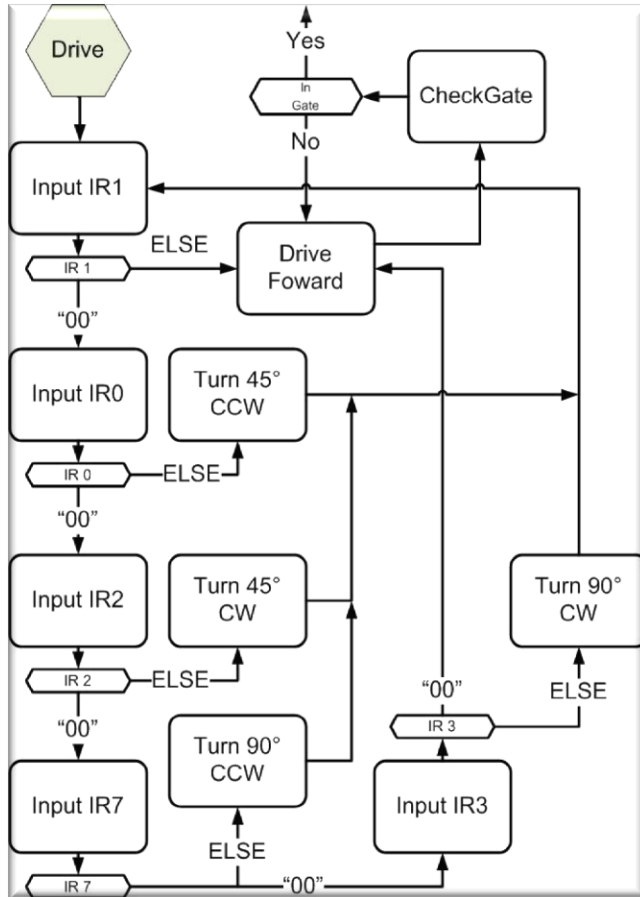 Drive
Yes
In
Gate
CheckGate
No
Input IR1
ELSE
IR 1
Drive
Foward
“00”
Input IR0
Turn 45°
CCW
IR 0
ELSE
“00”
Input IR2
Turn 45°
CW
Turn 90°
CW
IR 2
ELSE
“00”
“00”
ELSE
IR 3
Turn 90°
CCW
Input IR7
Input IR3
ELSE
IR 7
“00”